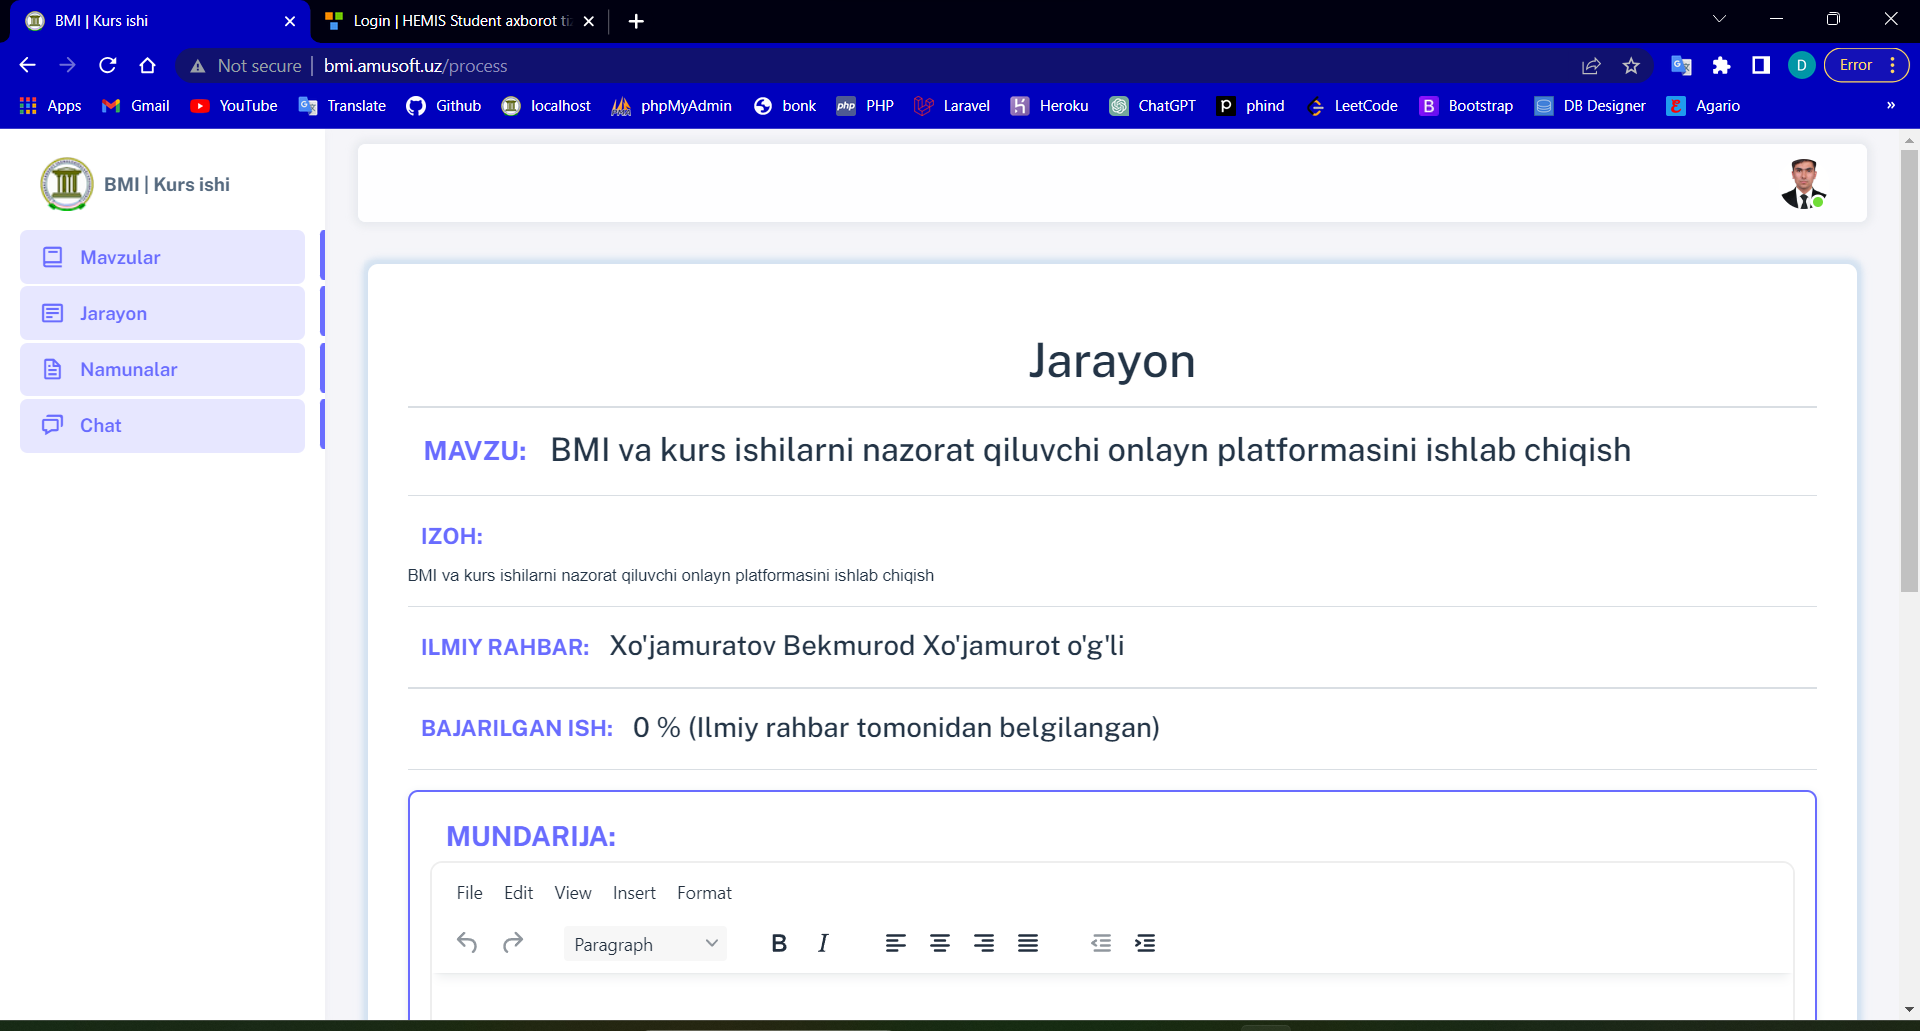 BMI | Kurs ishi
Login | HEMIS Student axborot ti
Not secure
bmi.amusoft.uz/process
D
Error
Apps
Gmail
YouTube
Translate
Github
localhost
phpMyAdmin
bonk
php
PHP
Laravel
Heroku
ChatGPT
phind
LeetCode
B
Bootstrap
DB Designer
Agario
»
BMI | Kurs ishi
Mavzular
Jarayon
Namunalar
Chat
Jarayon
MAVZU: BMI va kurs ishilarni nazorat qiluvchi onlayn platformasini ishlab chiqish
IZOH:
BMI va kurs ishilarni nazorat qiluvchi onlayn platformasini ishlab chiqish
ILMIY RAHBAR: Xo'jamuratov Bekmurod Xo'jamurot o'g'li
BAJARILGAN ISH: 0 % (Ilmiy rahbar tomonidan belgilangan)
MUNDARIJA:
File Edit View Insert Format
Paragraph B I